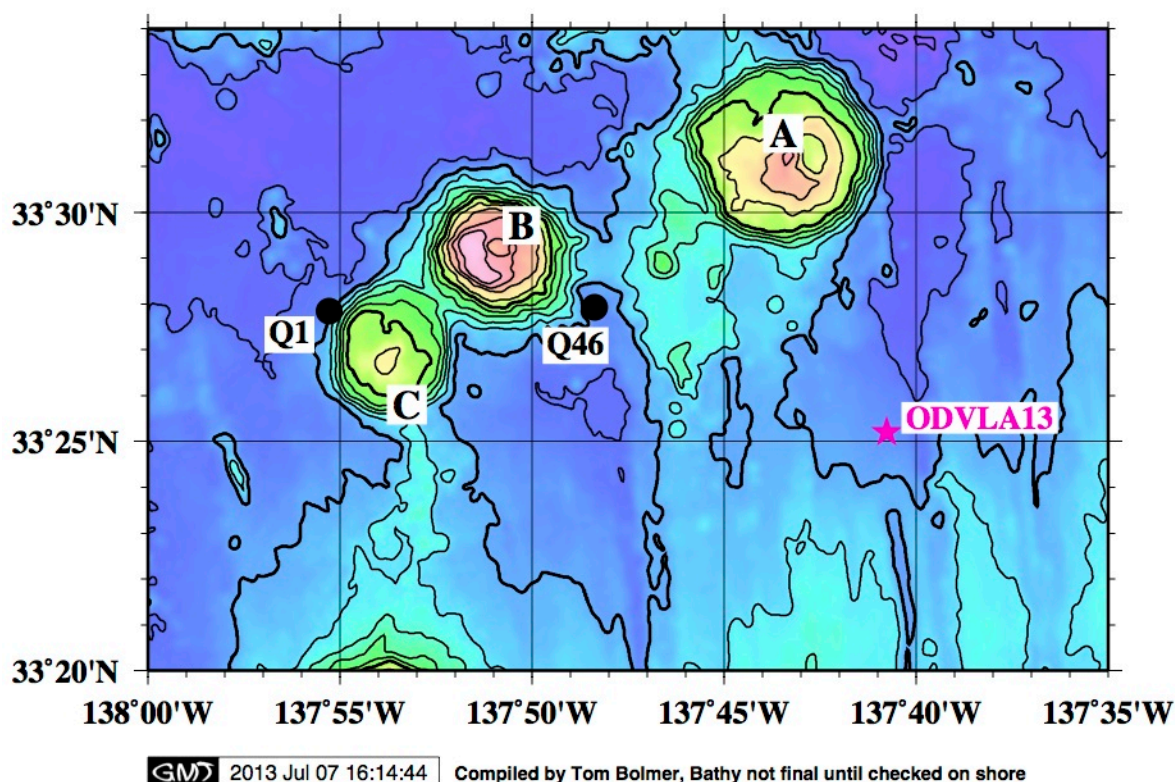 A
33°30'N
B
Q1
Q46
C
ODVLA13
33°25'N
33°20'N
138°00'W 137°55'W 137°50'W 137°45'W 137°40'W 137°35'W
GMT 2013 Jul 07 16:14:44 Compiled by Tom Bolmer, Bathy not final until checked on shore